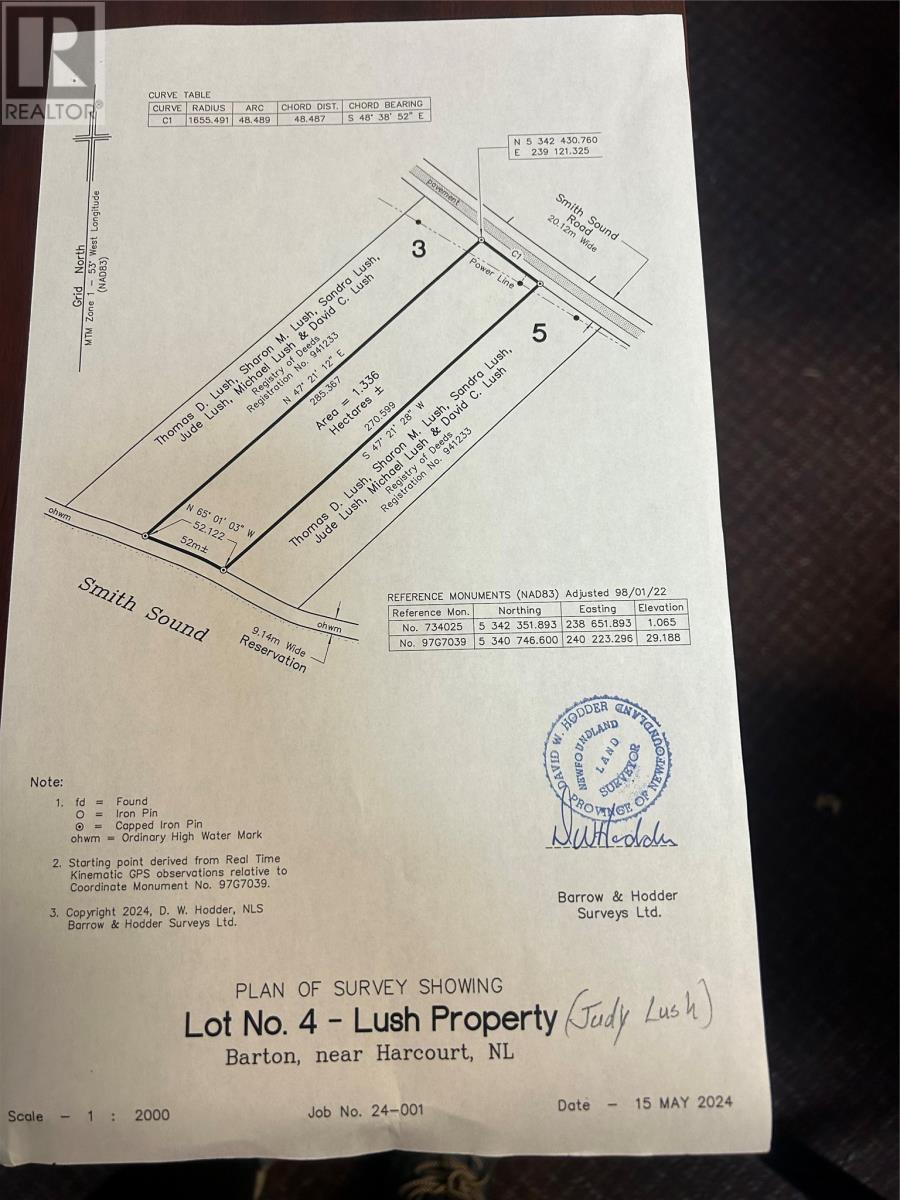 REALTOR®
CURVE TABLE
CURVE RADIUS ARC CHORD DIST. CHORD BEARING
C1 1655.491 48.489 48.487 S 48° 38' 52" E
N 5 342 430.760
E 239 121.325
Grid North
MTM Zone 1 - 53° West Longitude
(NAD83)
pavement
Smith Sound
Road
20.12m Wide
C1
Power Line
3
5
Thomas D. Lush, Sharon M. Lush, Sandra Lush,
Jude Lush, Michael Lush & David C. Lush
Registry of Deeds
Registration No. 941233
N 47° 21' 12" E
285.367
Area = 1.336
Hectares ±
270.599
S 47° 21' 28" W
Thomas D. Lush, Sharon M. Lush, Sandra Lush,
Jude Lush, Michael Lush & David C. Lush
Registry of Deeds
Registration No. 941233
ohwm
N 65° 01' 03" W
52.122
52m±
Smith Sound
9.14m Wide
Reservation
ohwm
REFERENCE MONUMENTS (NAD83) Adjusted 98/01/22
Reference Mon. Northing Easting Elevation
No. 734025 5 342 351.893 238 651.893 1.065
No. 97G7039 5 340 746.600 240 223.296 29.188
DAVID W. HODDER
PROVINCE OF NEWFOUNDLAND
NEWFOUNDLAND
LAND
SURVEYOR
DW Hodder
Barrow & Hodder
Surveys Ltd.
Note:
1. fd = Found
O = Iron Pin
⊙ = Capped Iron Pin
ohwm = Ordinary High Water Mark
2. Starting point derived from Real Time
Kinematic GPS observations relative to
Coordinate Monument No. 97G7039.
3. Copyright 2024, D. W. Hodder, NLS
Barrow & Hodder Surveys Ltd.
PLAN OF SURVEY SHOWING
Lot No. 4 - Lush Property (Judy Lush)
Barton, near Harcourt, NL
Scale - 1 : 2000
Job No. 24-001
Date - 15 MAY 2024